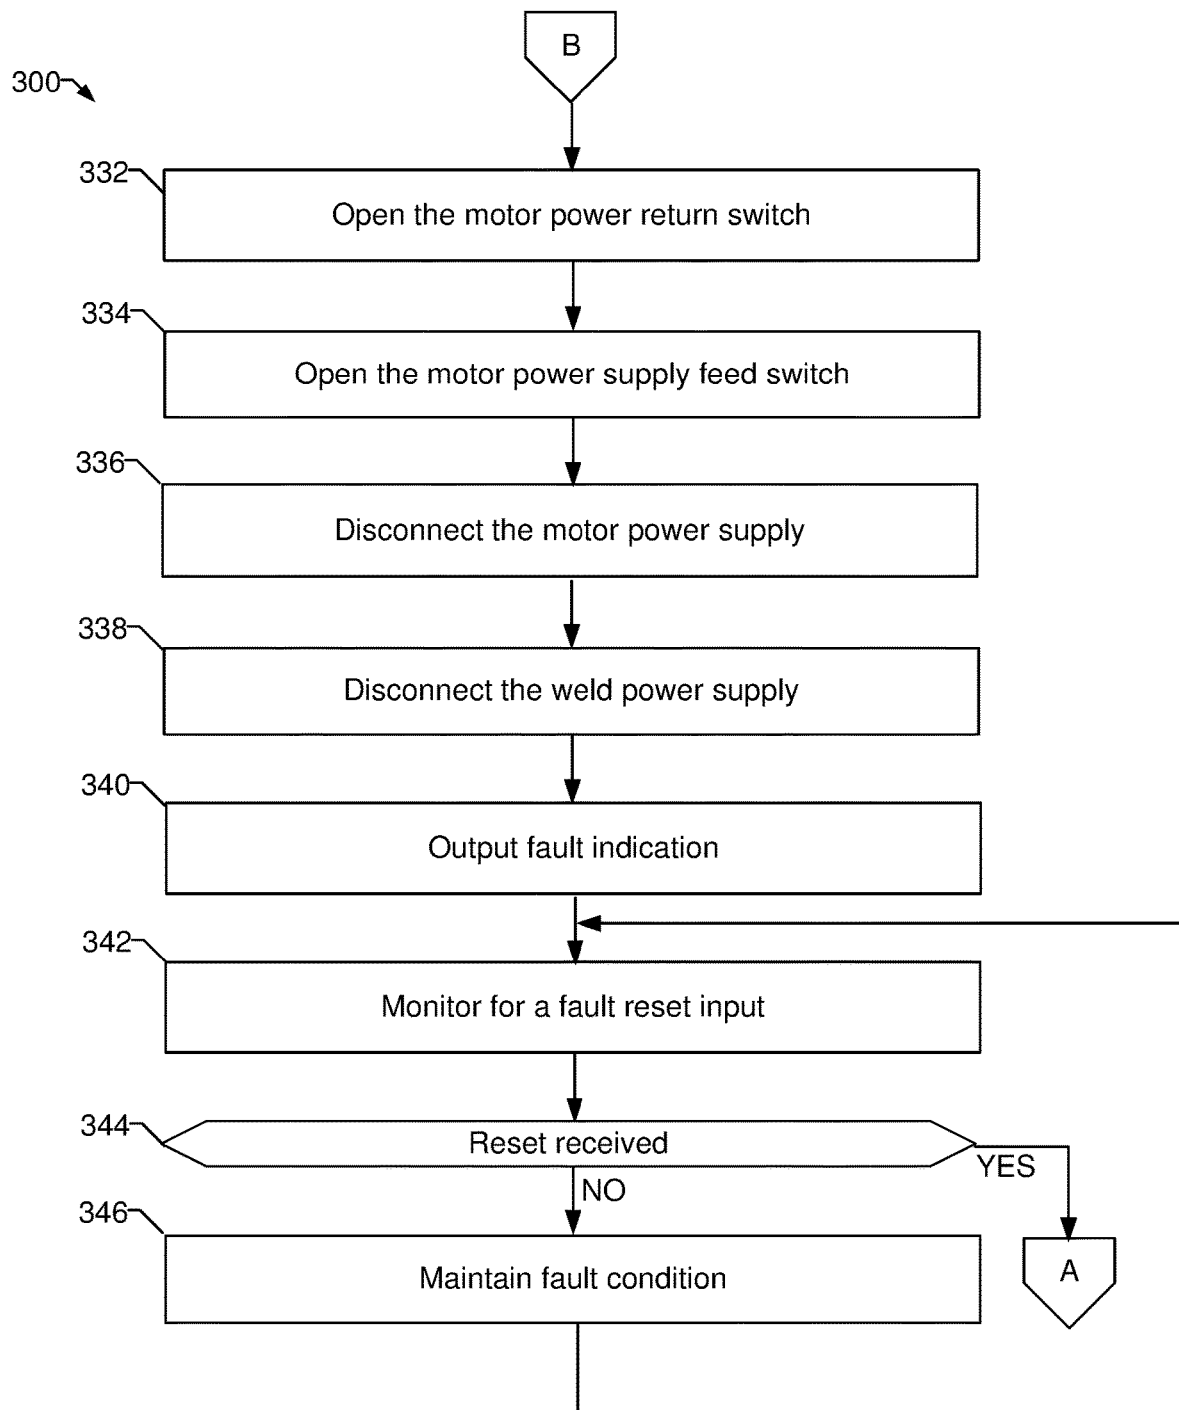 B
300
332
Open the motor power return switch
334
Open the motor power supply feed switch
336
Disconnect the motor power supply
338
Disconnect the weld power supply
340
Output fault indication
342
Monitor for a fault reset input
344
Reset received
YES
NO
346
Maintain fault condition
A